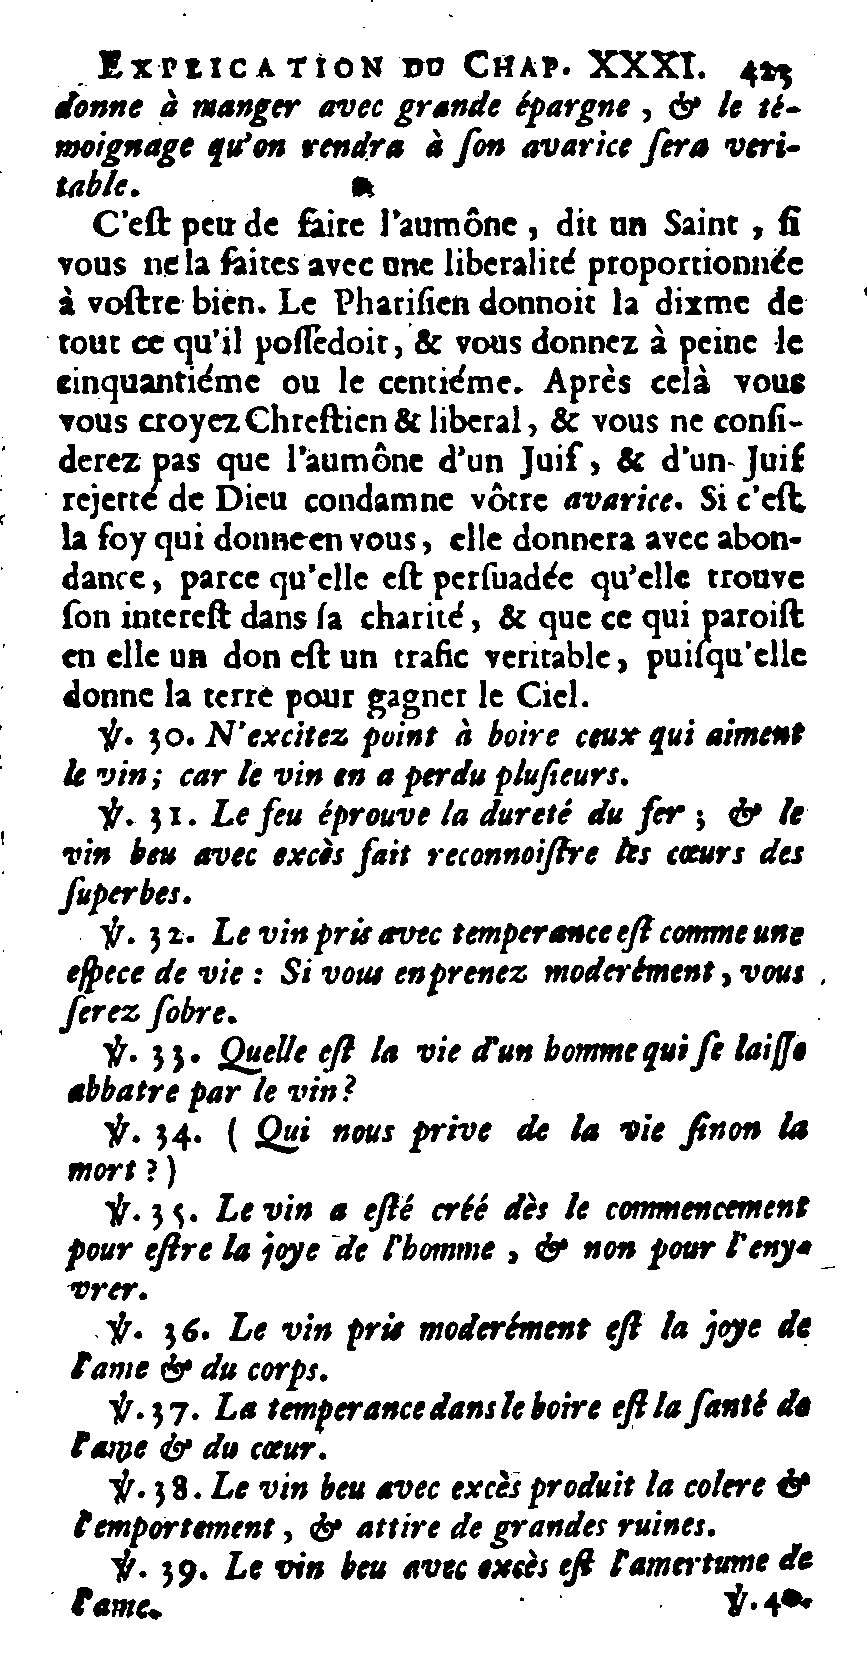 EXPLICATION DU CHAP. XXXI. 423
donne à manger avec grande épargne, & le té-
moignage qu'on rendra à ſon avarice ſera veri-
table.
C'eſt peu de faire l'aumône, dit un Saint, ſi
vous ne la faites avec une liberalité proportionnée
à voſtre bien. Le Phariſien donnoit la dixme de
tout ce qu'il poſſedoit, & vous donnez à peine le
cinquantiéme ou le centiéme. Après celà vous
vous croyez Chreſtien & liberal, & vous ne conſi-
derez pas que l'aumône d'un Juif, & d'un Juif
rejetté de Dieu condamne vôtre avarice. Si c'eſt
la foy qui donne en vous, elle donnera avec abon-
dance, parce qu'elle eſt perſuadée qu'elle trouve
ſon intereſt dans ſa charité, & que ce qui paroiſt
en elle un don eſt un trafic veritable, puiſqu'elle
donne la terre pour gagner le Ciel.
℣. 30. N'excitez point à boire ceux qui aiment
le vin; car le vin en a perdu pluſieurs.
℣. 31. Le feu éprouve la dureté du fer; & le
vin beu avec excès fait reconnoiſtre les cœurs des
ſuperbes.
℣. 32. Le vin pris avec temperance eſt comme une
eſpece de vie: Si vous en prenez moderément, vous
ſerez ſobre.
℣. 33. Quelle eſt la vie d'un homme qui ſe laiſſe
abbatre par le vin?
℣. 34. (Qui nous prive de la vie ſinon la
mort?)
℣. 35. Le vin a eſté créé dès le commencement
pour eſtre la joye de l'homme, & non pour l'eny-
vrer.
℣. 36. Le vin pris moderément eſt la joye de
l'ame & du corps.
℣. 37. La temperance dans le boire eſt la ſanté de
l'ame & du cœur.
℣. 38. Le vin beu avec excès produit la colere &
l'emportement, & attire de grandes ruines.
℣. 39. Le vin beu avec excès eſt l'amertume de
l'ame.
℣. 40.